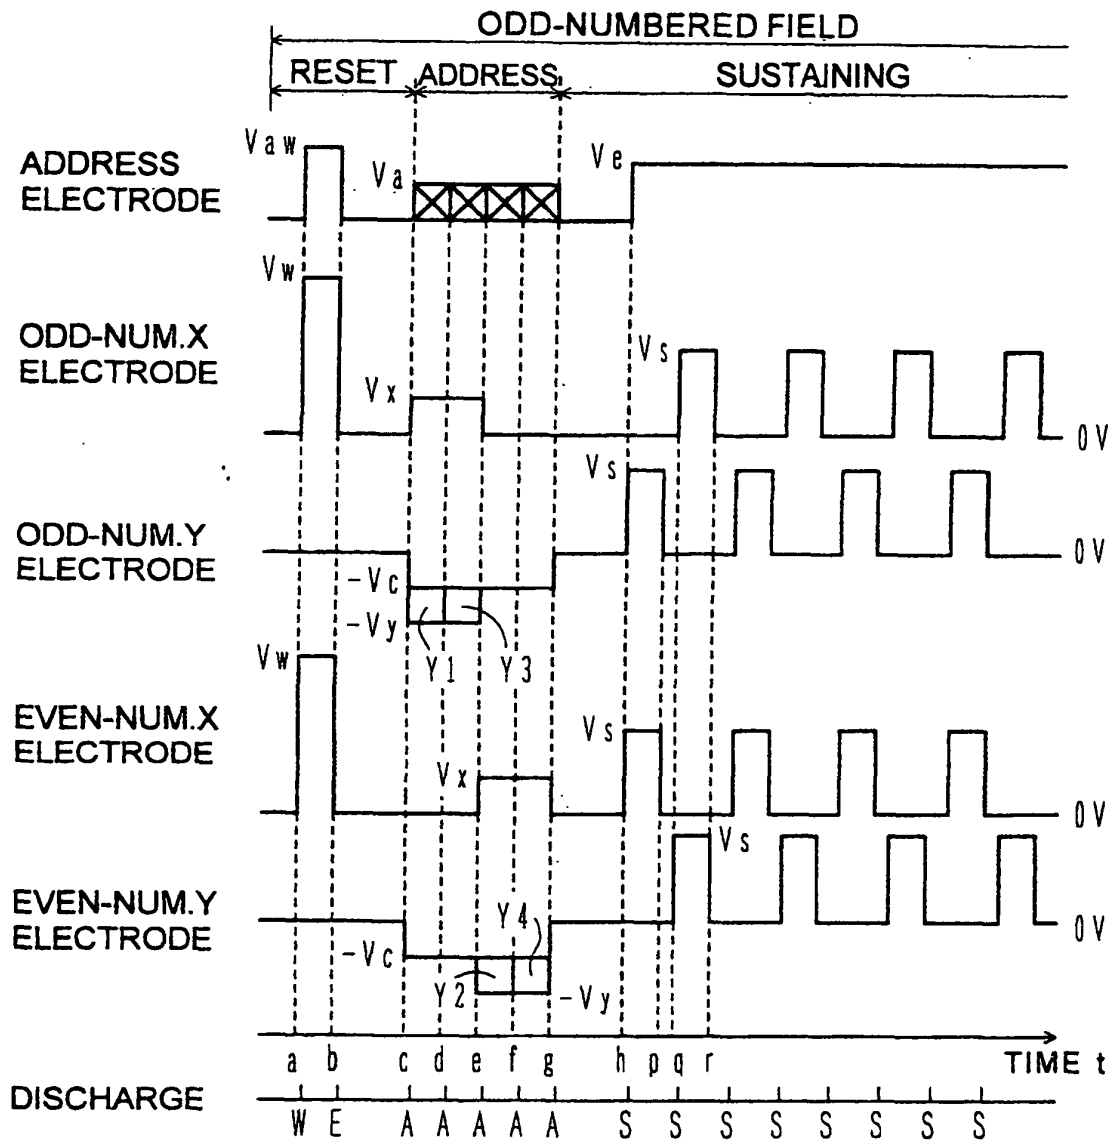 ODD-NUMBERED FIELD
RESET ADDRESS SUSTAINING
Vaw
Va
Ve
ADDRESS
ELECTRODE
Vw
ODD-NUM.X
ELECTRODE
Vx
Vs
0V
ODD-NUM.Y
ELECTRODE
Vs
0V
-Vc
-Vy
Y1 Y3
Vw
EVEN-NUM.X
ELECTRODE
Vs
Vx
0V
Vs
EVEN-NUM.Y
ELECTRODE
Y4
0V
-Vc
Y2
-Vy
a b c d e f g h p q r TIME t
DISCHARGE
W E A A A A A S S S S S S S S